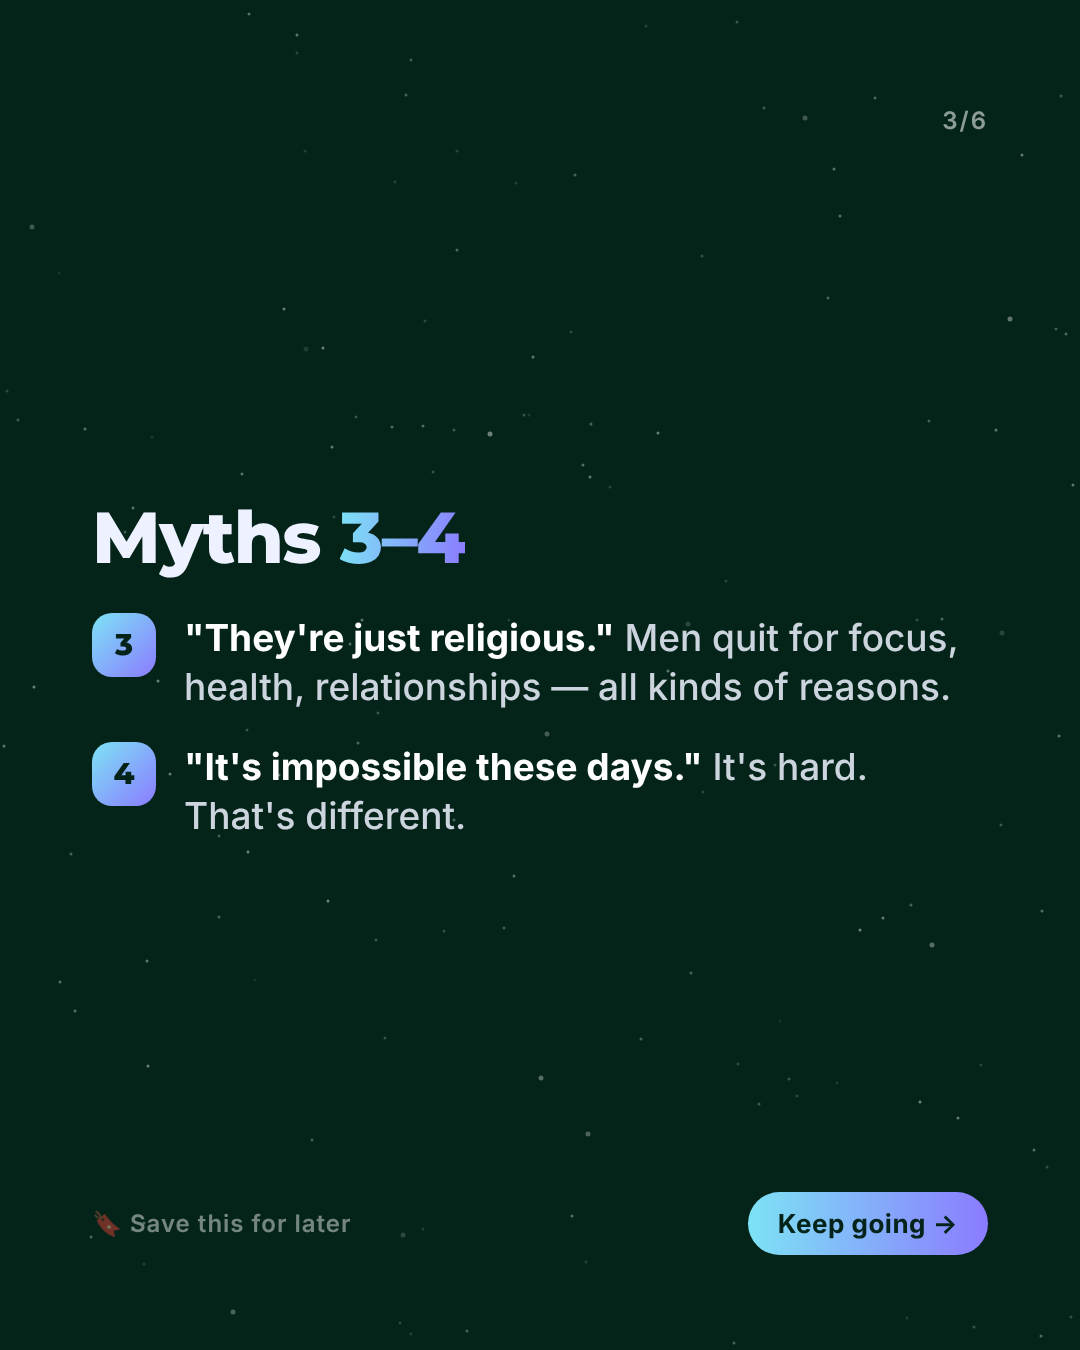 3/6
Myths 3–4
3
"They're just religious." Men quit for focus,
health, relationships — all kinds of reasons.
4
"It's impossible these days." It's hard.
That's different.
🔖 Save this for later
Keep going →